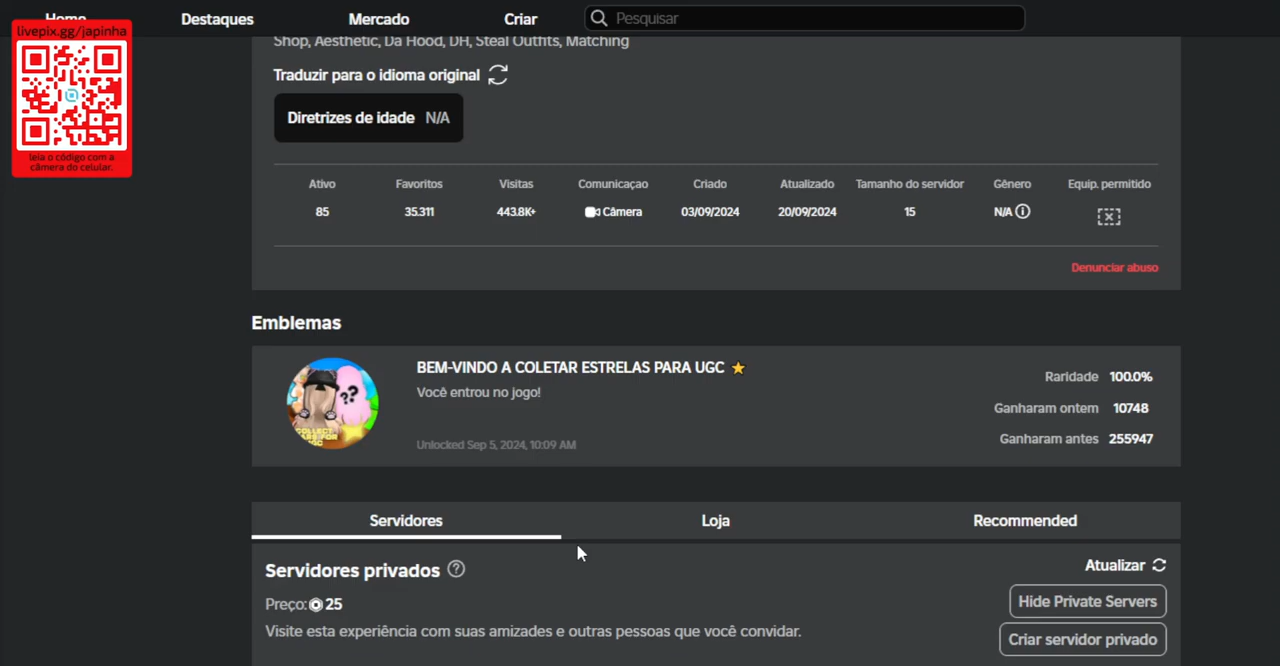 Home Destaques Mercado Criar Pesquisar
livepix.gg/japinha
leia o código com a
câmera do celular.
Shop, Aesthetic, Da Hood, DH, Steal Outfits, Matching
Traduzir para o idioma original
Diretrizes de idade N/A
Ativo Favoritos Visitas Comunicaçao Criado Atualizado Tamanho do servidor Gênero Equip. permitido
85 35.311 443.8K+ Câmera 03/09/2024 20/09/2024 15 N/A
Denunciar abuso
Emblemas
BEM-VINDO A COLETAR ESTRELAS PARA UGC ⭐
Você entrou no jogo!
Unlocked Sep 5, 2024, 10:09 AM
Raridade 100.0%
Ganharam ontem 10748
Ganharam antes 255947
Servidores Loja Recommended
Servidores privados
Atualizar
Preço: 25
Hide Private Servers
Visite esta experiência com suas amizades e outras pessoas que você convidar.
Criar servidor privado